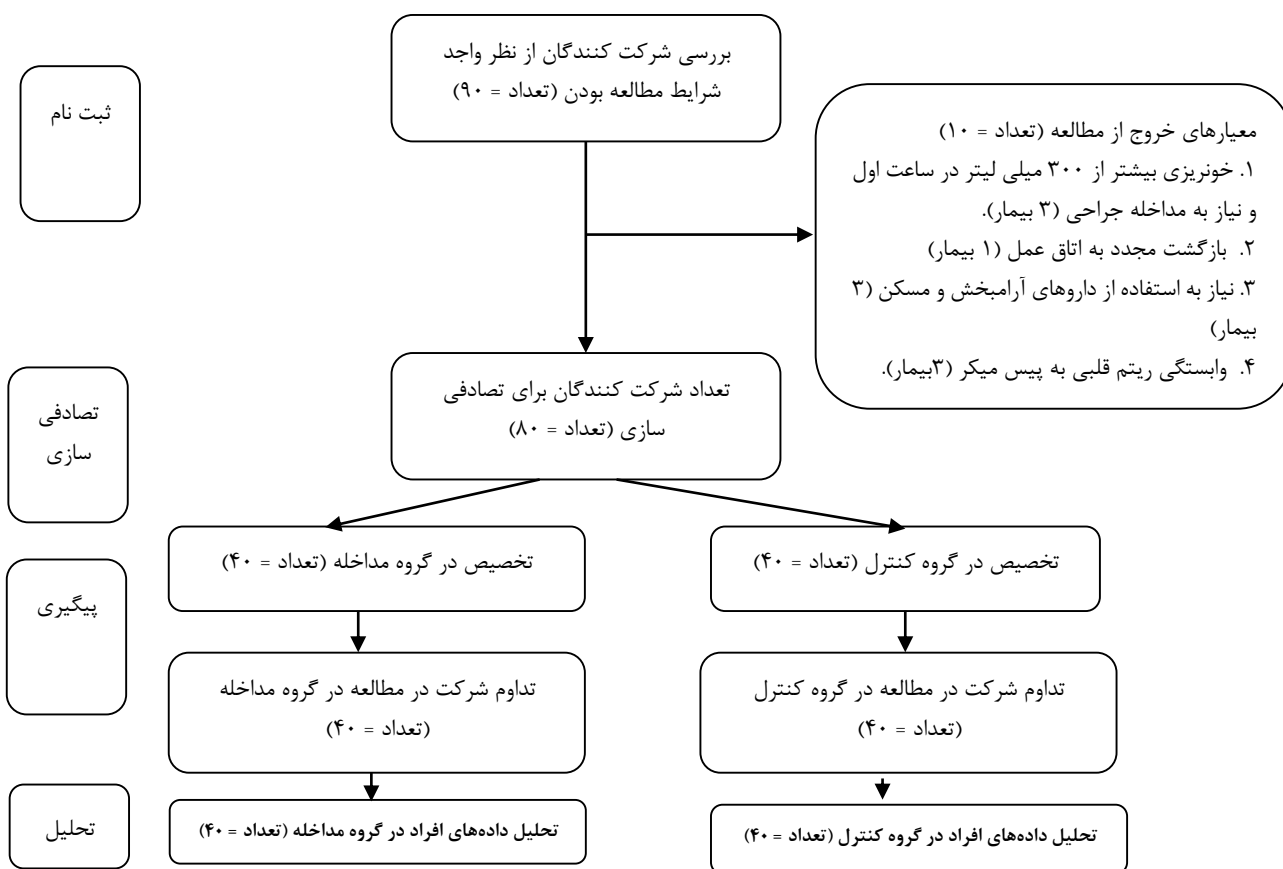 بررسی شرکت کنندگان از نظر واجد
شرایط مطالعه بودن (تعداد = ۹۰)
ثبت نام
معیارهای خروج از مطالعه (تعداد = ۱۰)
۱. خونریزی بیشتر از ۳۰۰ میلی لیتر در ساعت اول
و نیاز به مداخله جراحی (۳ بیمار).
۲. بازگشت مجدد به اتاق عمل (۱ بیمار)
۳. نیاز به استفاده از داروهای آرامبخش و مسکن (۳
بیمار)
۴. وابستگی ریتم قلبی به پیس میکر (۳بیمار).
تعداد شرکت کنندگان برای تصادفی
سازی (تعداد = ۸۰)
تصادفی
سازی
تخصیص در گروه کنترل (تعداد = ۴۰)
تخصیص در گروه مداخله (تعداد = ۴۰)
پیگیری
تداوم شرکت در مطالعه در گروه کنترل
(تعداد = ۴۰)
تداوم شرکت در مطالعه در گروه مداخله
(تعداد = ۴۰)
تحلیل داده‌های افراد در گروه کنترل (تعداد = ۴۰)
تحلیل داده‌های افراد در گروه مداخله (تعداد = ۴۰)
تحلیل